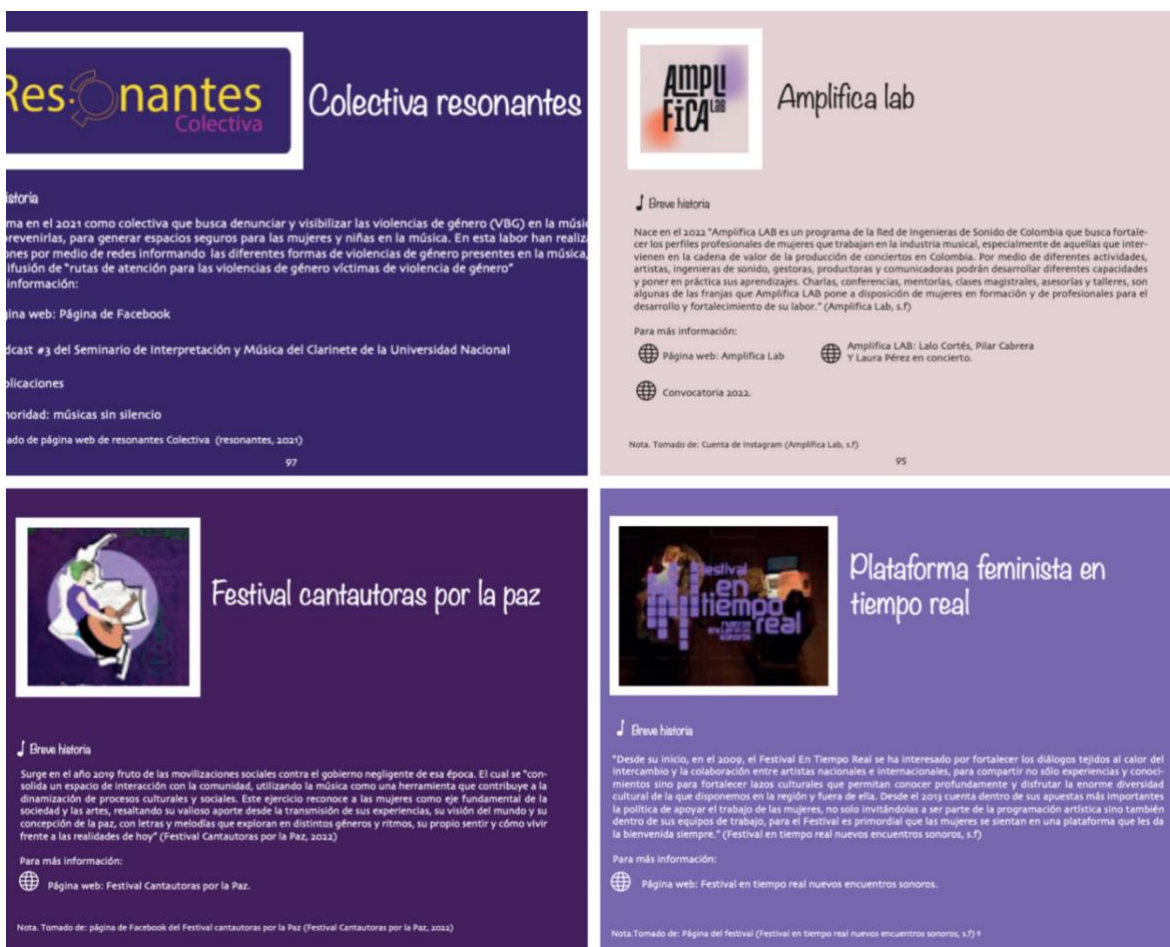 Res nantes
Colectiva
Colectiva resonantes
istoria
ma en el 2021 como colectiva que busca denunciar y visibilizar las violencias de género (VBG) en la músic
prevenirlas, para generar espacios seguros para las mujeres y niñas en la música. En esta labor han realiza
ones por medio de redes informando las diferentes formas de violencias de género presentes en la música,
ifusión de “rutas de atención para las violencias de género víctimas de violencia de género”
información:
gina web: Página de Facebook
dcast #3 del Seminario de Interpretación y Música del Clarinete de la Universidad Nacional
blicaciones
noridad: músicas sin silencio
ado de página web de resonantes Colectiva (resonantes, 2021)
97
AMPLI
FICA LAB
Amplifica lab
Breve historia
Nace en el 2022 “Amplifica LAB es un programa de la Red de Ingenieras de Sonido de Colombia que busca fortale-
cer los perfiles profesionales de mujeres que trabajan en la industria musical, especialmente de aquellas que inter-
vienen en la cadena de valor de la producción de conciertos en Colombia. Por medio de diferentes actividades,
artistas, ingenieras de sonido, gestoras, productoras y comunicadoras podrán desarrollar diferentes capacidades
y poner en práctica sus aprendizajes. Charlas, conferencias, mentorías, clases magistrales, asesorías y talleres, son
algunas de las franjas que Amplifica LAB pone a disposición de mujeres en formación y de profesionales para el
desarrollo y fortalecimiento de su labor.” (Amplifica Lab, s.f)
Para más información:
Página web: Amplifica Lab
Amplifica LAB: Lalo Cortés, Pilar Cabrera
Y Laura Pérez en concierto.
Convocatoria 2022.
Nota. Tomado de: Cuenta de Instagram (Amplifica Lab, s.f)
95
Festival cantautoras por la paz
Breve historia
Surge en el año 2019 fruto de las movilizaciones sociales contra el gobierno negligente de esa época. El cual se “con-
solida un espacio de interacción con la comunidad, utilizando la música como una herramienta que contribuye a la
dinamización de procesos culturales y sociales. Este ejercicio reconoce a las mujeres como eje fundamental de la
sociedad y las artes, resaltando su valioso aporte desde la transmisión de sus experiencias, su visión del mundo y su
concepción de la paz, con letras y melodías que exploran en distintos géneros y ritmos, su propio sentir y cómo vivir
frente a las realidades de hoy” (Festival Cantautoras por la Paz, 2022)
Para más información:
Página web: Festival Cantautoras por la Paz.
Nota. Tomado de: página de Facebook del Festival cantautoras por la Paz (Festival Cantautoras por la Paz, 2022)
festival
en
tiempo
real
nuevos
encuentros
sonoros
Plataforma feminista en
tiempo real
Breve historia
“Desde su inicio, en el 2009, el Festival En Tiempo Real se ha interesado por fortalecer los diálogos tejidos al calor del
intercambio y la colaboración entre artistas nacionales e internacionales, para compartir no sólo experiencias y conoci-
mientos sino para fortalecer lazos culturales que permitan conocer profundamente y disfrutar la enorme diversidad
cultural de la que disponemos en la región y fuera de ella. Desde el 2013 cuenta dentro de sus apuestas más importantes
la política de apoyar el trabajo de las mujeres, no solo invitándolas a ser parte de la programación artística sino también
dentro de sus equipos de trabajo, para el Festival es primordial que las mujeres se sientan en una plataforma que les da
la bienvenida siempre.” (Festival en tiempo real nuevos encuentros sonoros, s.f)
Para más información:
Página web: Festival en tiempo real nuevos encuentros sonoros.
Nota.Tomado de: Página del festival (Festival en tiempo real nuevos encuentros sonoros, s.f)